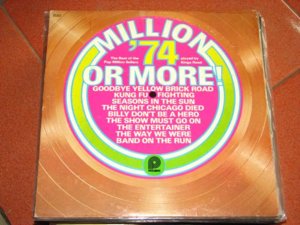 MILLION
'74
The Best of the
Pop Million Sellers
played by
Kings Road
OR MORE!
GOODBYE YELLOW BRICK ROAD
KUNG FU FIGHTING
SEASONS IN THE SUN
THE NIGHT CHICAGO DIED
BILLY DON'T BE A HERO
THE SHOW MUST GO ON
THE ENTERTAINER
THE WAY WE WERE
BAND ON THE RUN